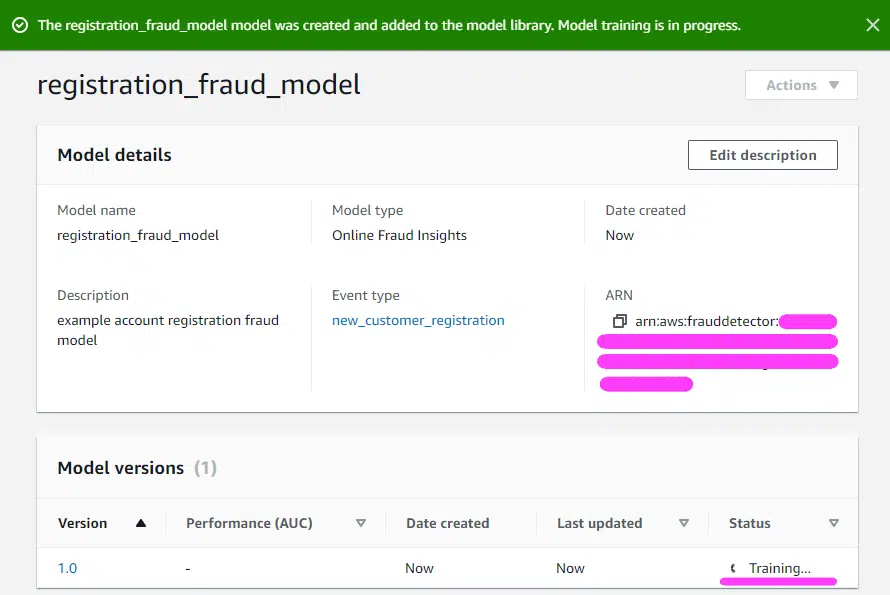 The registration_fraud_model model was created and added to the model library. Model training is in progress.
registration_fraud_model
Actions
Model details
Edit description
Model name
Model type
Date created
registration_fraud_model
Online Fraud Insights
Now
Description
Event type
ARN
example account registration fraud
model
new_customer_registration
arn:aws:frauddetector:
Model versions (1)
Version
Performance (AUC)
Date created
Last updated
Status
1.0
-
Now
Now
Training...